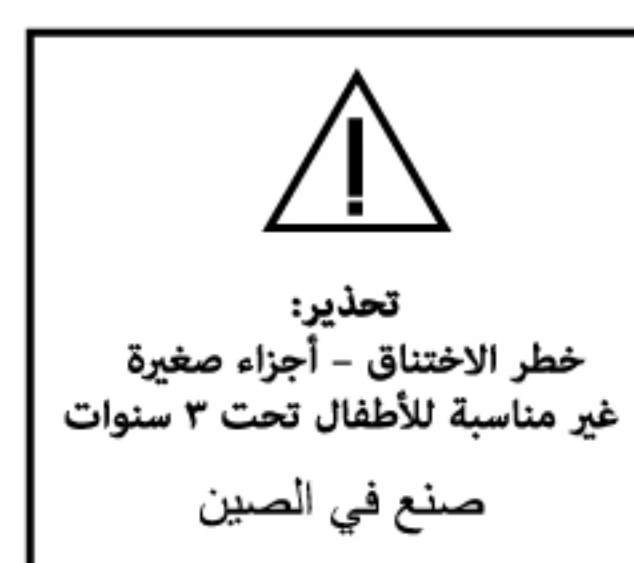 تحذير:
خطر الاختناق – أجزاء صغيرة
غير مناسبة للأطفال تحت ٣ سنوات
صنع في الصين